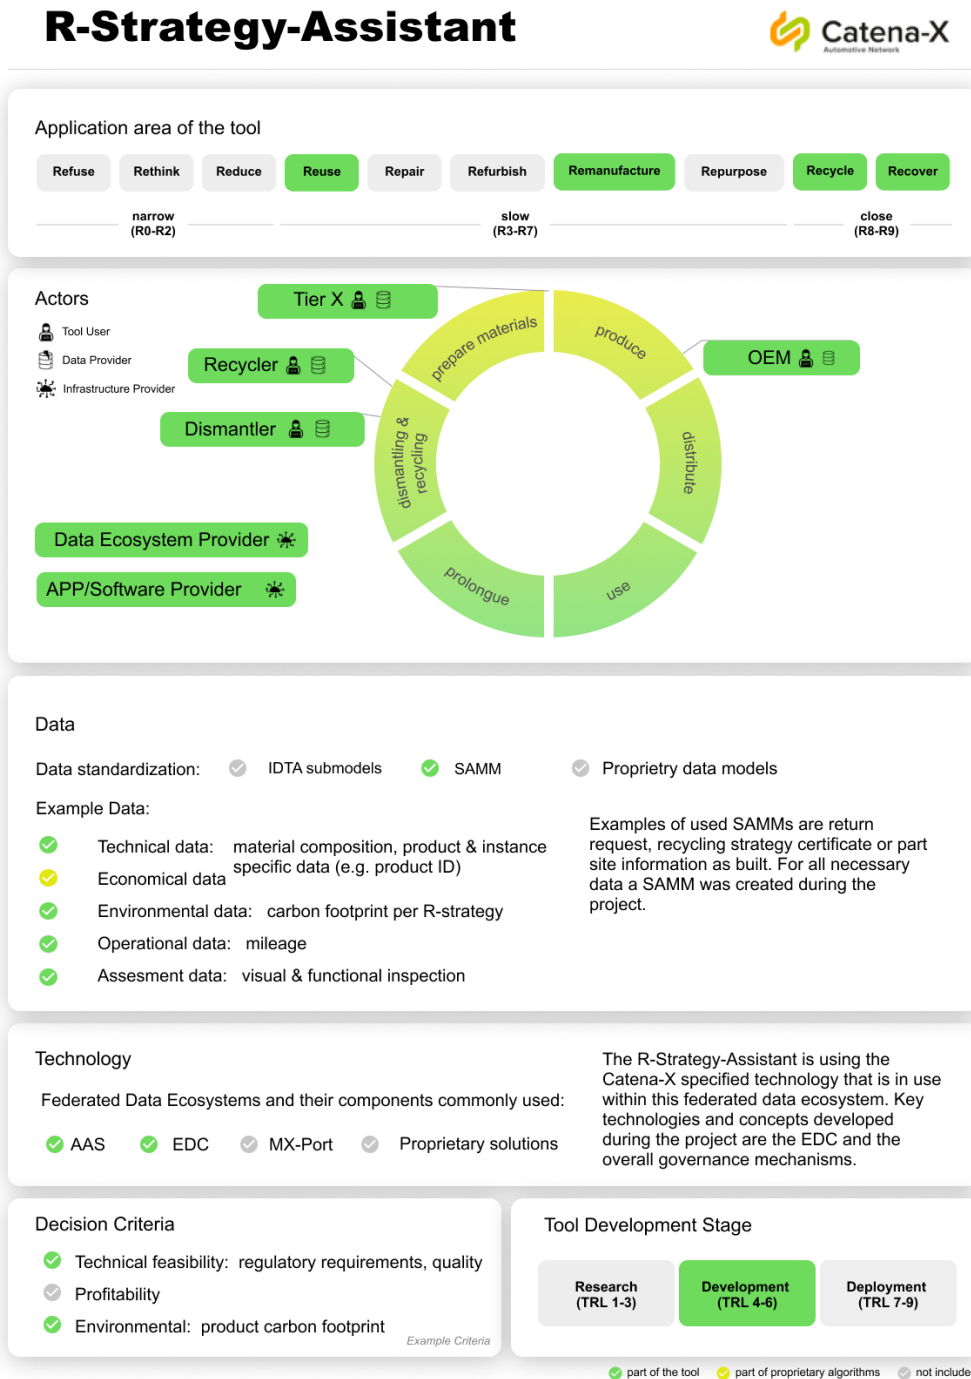 R-Strategy-Assistant
Catena-X
Automotive Network
Application area of the tool
Refuse
Rethink
Reduce
Reuse
Repair
Refurbish
Remanufacture
Repurpose
Recycle
Recover
narrow
(R0-R2)
slow
(R3-R7)
close
(R8-R9)
Actors
Tool User
Data Provider
Infrastructure Provider
Tier X
Recycler
Dismantler
OEM
Data Ecosystem Provider
APP/Software Provider
prepare materials
produce
distribute
use
prolongue
dismantling &
recycling
Data
Data standardization:
IDTA submodels
SAMM
Proprietry data models
Example Data:
Technical data: material composition, product & instance
specific data (e.g. product ID)
Economical data
Environmental data: carbon footprint per R-strategy
Operational data: mileage
Assesment data: visual & functional inspection
Examples of used SAMMs are return
request, recycling strategy certificate or part
site information as built. For all necessary
data a SAMM was created during the
project.
Technology
Federated Data Ecosystems and their components commonly used:
AAS
EDC
MX-Port
Proprietary solutions
The R-Strategy-Assistant is using the
Catena-X specified technology that is in use
within this federated data ecosystem. Key
technologies and concepts developed
during the project are the EDC and the
overall governance mechanisms.
Decision Criteria
Technical feasibility: regulatory requirements, quality
Profitability
Environmental: product carbon footprint
Example Criteria
Tool Development Stage
Research
(TRL 1-3)
Development
(TRL 4-6)
Deployment
(TRL 7-9)
part of the tool
part of proprietary algorithms
not include